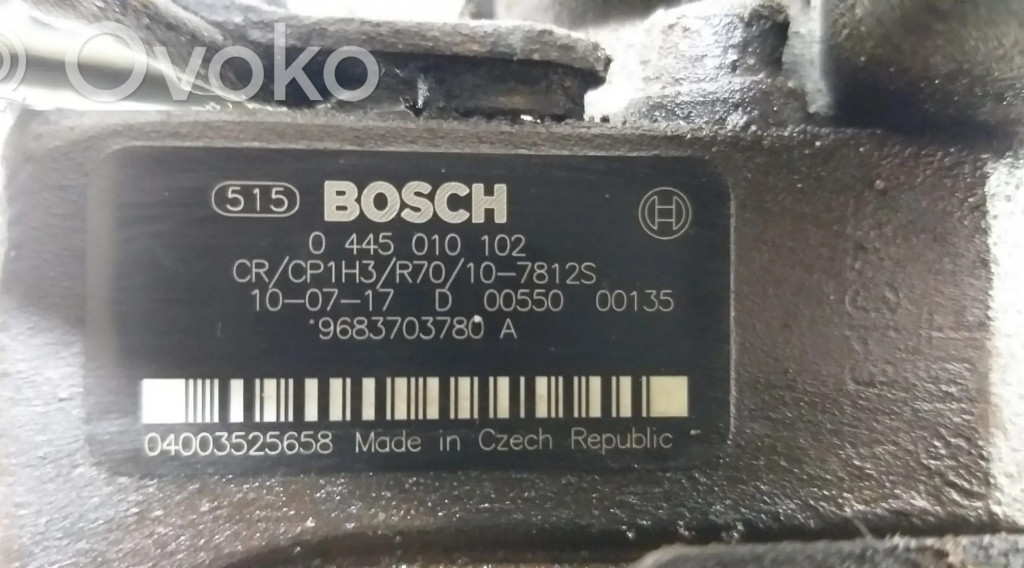 Ovoko
515 BOSCH
0 445 010 102
CR/CP1H3/R70/10-7812S
10-07-17 D 00550 00135
9683703780 A
04003525658 Made in Czech Republic